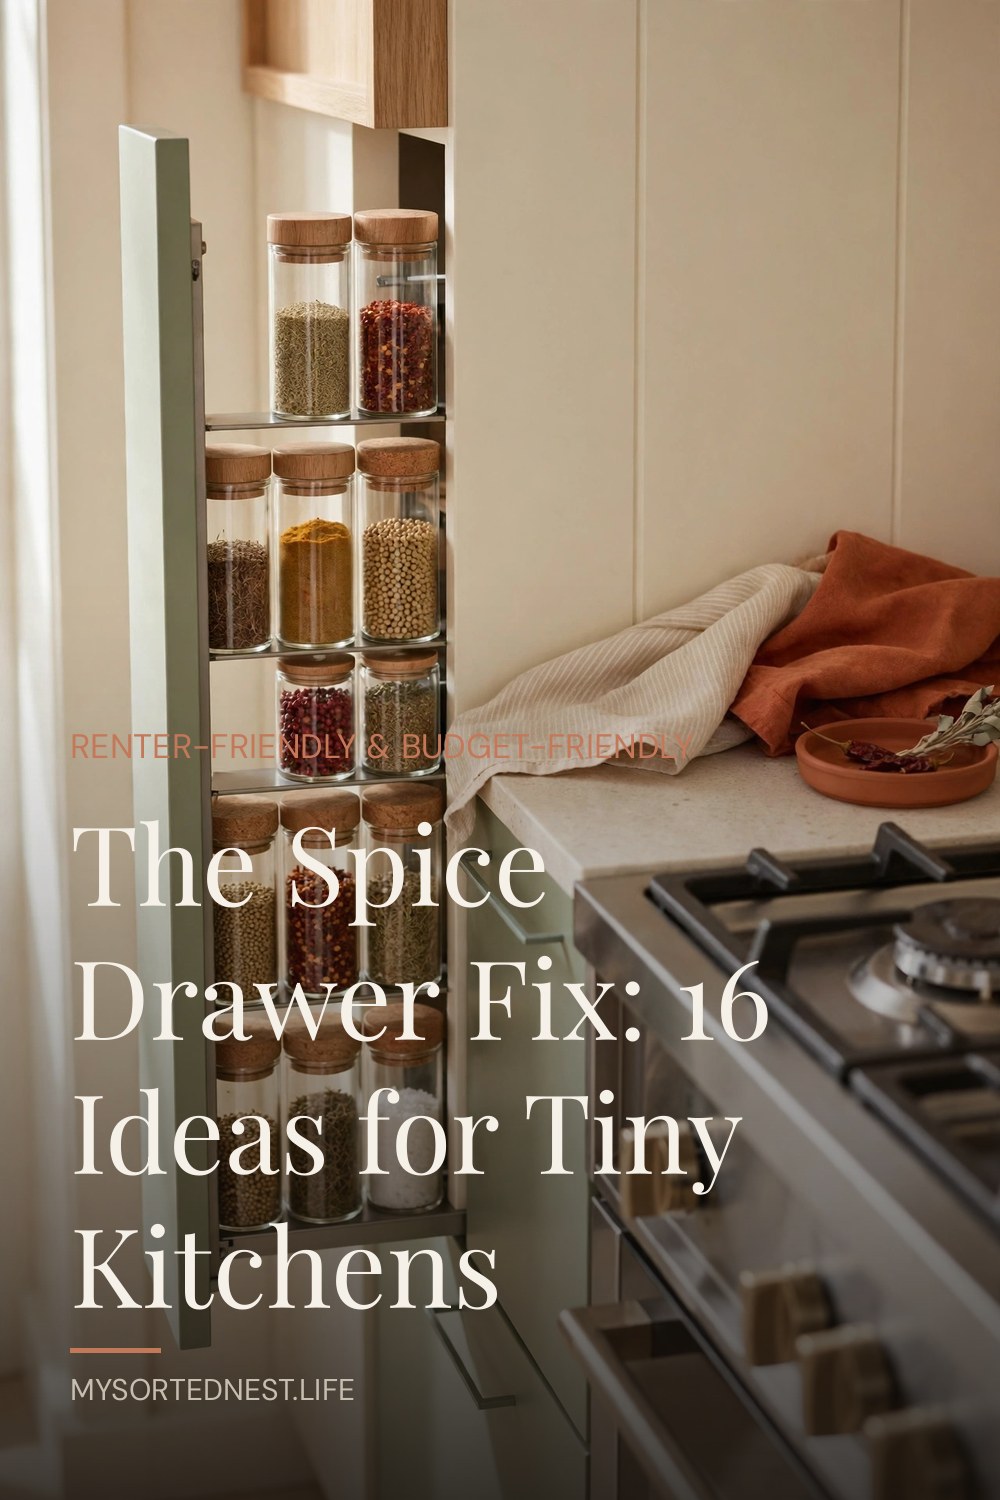 RENTER-FRIENDLY & BUDGET-FRIENDLY
The Spice
Drawer Fix: 16
Ideas for Tiny
Kitchens
MYSORTEDNEST.LIFE